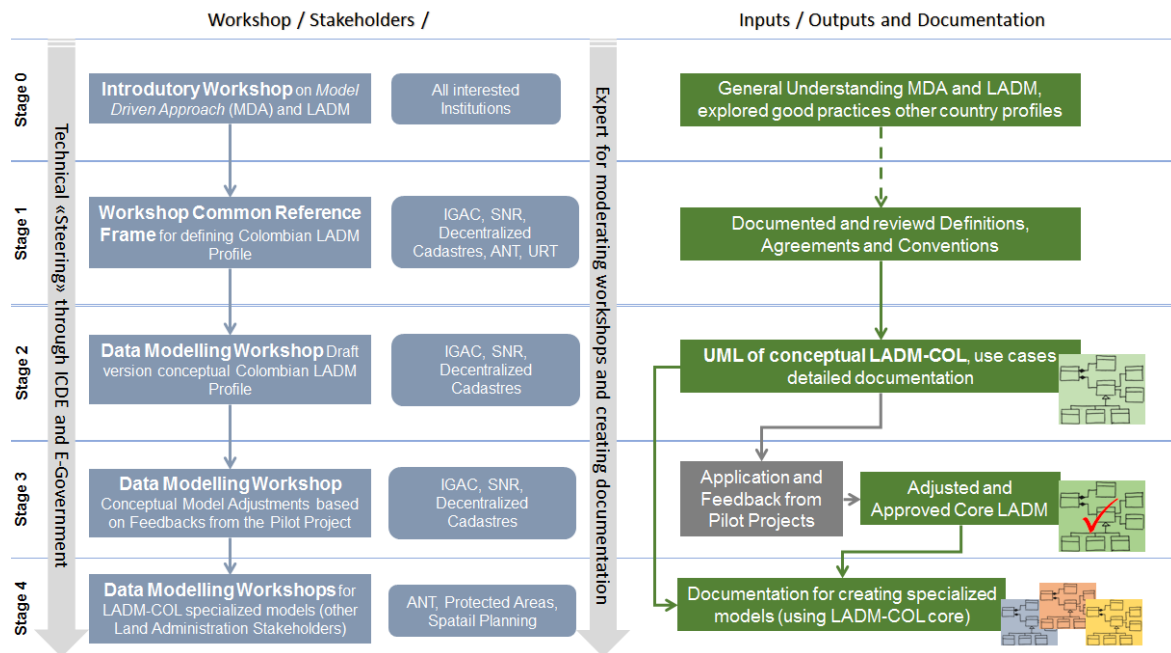 Workshop / Stakeholders /
Inputs / Outputs and Documentation
Technical «Steering» through ICDE and E-Government
Expert for moderating workshops and creating documentation
Stage 0
Introdutory Workshop on Model
Driven Approach (MDA) and LADM
All interested
Institutions
General Understanding MDA and LADM,
explored good practices other country profiles
Stage 1
Workshop Common Reference
Frame for defining Colombian LADM
Profile
IGAC, SNR,
Decentralized
Cadastres, ANT, URT
Documented and reviewd Definitions,
Agreements and Conventions
Stage 2
Data Modelling Workshop Draft
version conceptual Colombian LADM
Profile
IGAC, SNR,
Decentralized
Cadastres
UML of conceptual LADM-COL, use cases
detailed documentation
Stage 3
Data Modelling Workshop
Conceptual Model Adjustments based
on Feedbacks from the Pilot Project
IGAC, SNR,
Decentralized
Cadastres
Application and
Feedback from
Pilot Projects
Adjusted and
Approved Core LADM
Stage 4
Data Modelling Workshops for
LADM-COL specialized models (other
Land Administration Stakeholders)
ANT, Protected Areas,
Spatail Planning
Documentation for creating specialized
models (using LADM-COL core)